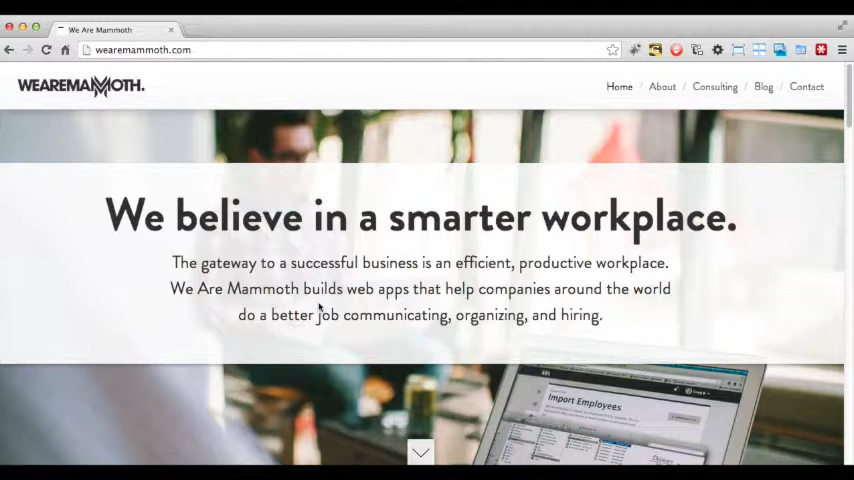 We Are Mammoth
wearemammoth.com
WEAREMAMMOTH.
Home / About / Consulting / Blog / Contact
We believe in a smarter workplace.
The gateway to a successful business is an efficient, productive workplace.
We Are Mammoth builds web apps that help companies around the world
do a better job communicating, organizing, and hiring.
kin
Import Employees